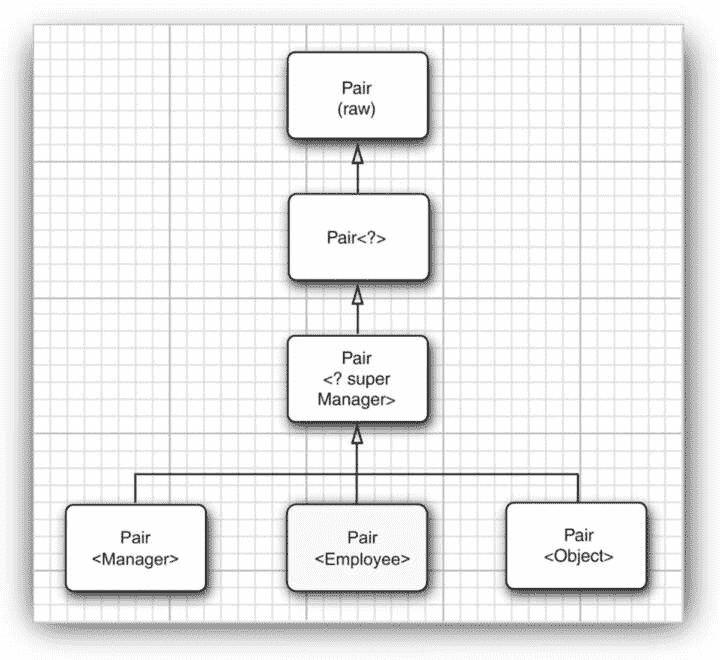 Pair
(raw)
Pair<?>
Pair
<? super
Manager>
Pair
<Manager>
Pair
<Employee>
Pair
<Object>